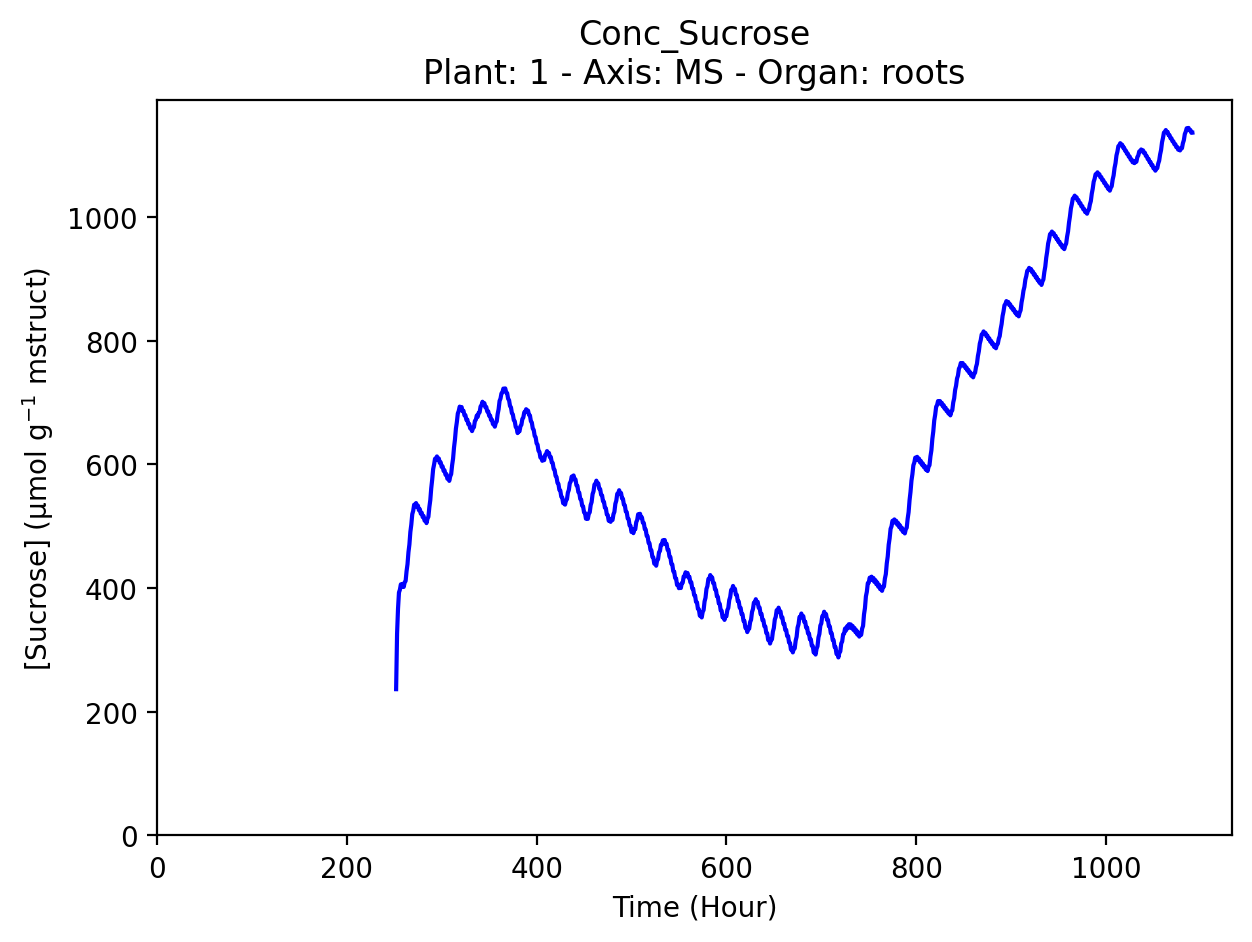 Conc_Sucrose
Plant: 1 - Axis: MS - Organ: roots
[Sucrose] (µmol g⁻¹ mstruct)
1000
800
600
400
200
0
0 200 400 600 800 1000
Time (Hour)